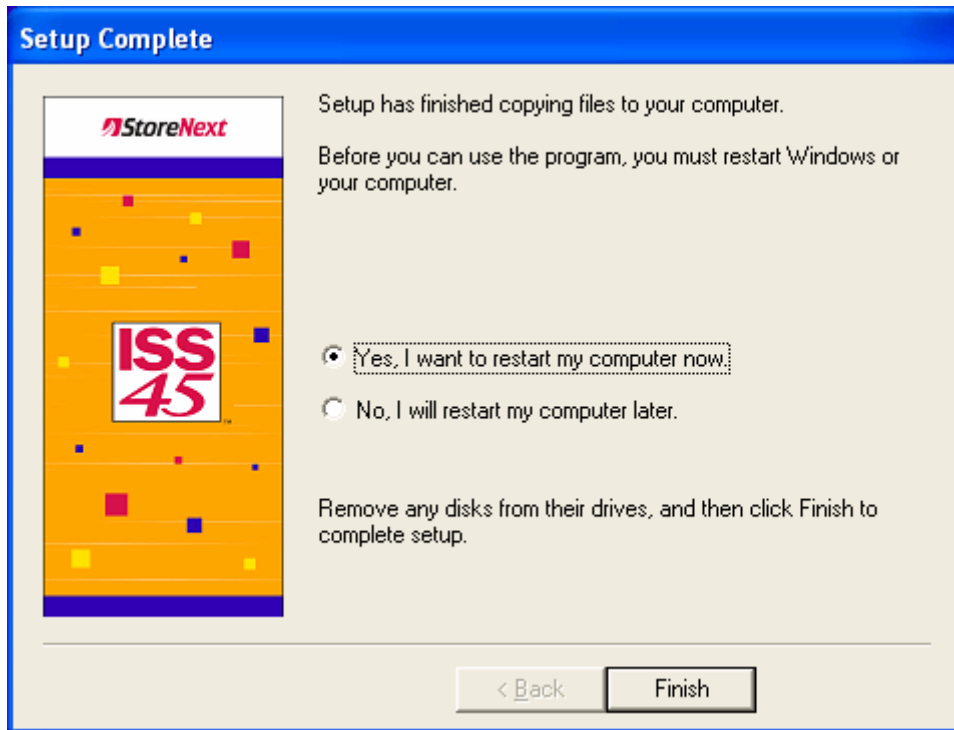 Setup Complete
StoreNext
Setup has finished copying files to your computer.
Before you can use the program, you must restart Windows or
your computer.
ISS
45
Yes, I want to restart my computer now.
No, I will restart my computer later.
Remove any disks from their drives, and then click Finish to
complete setup.
< Back
Finish